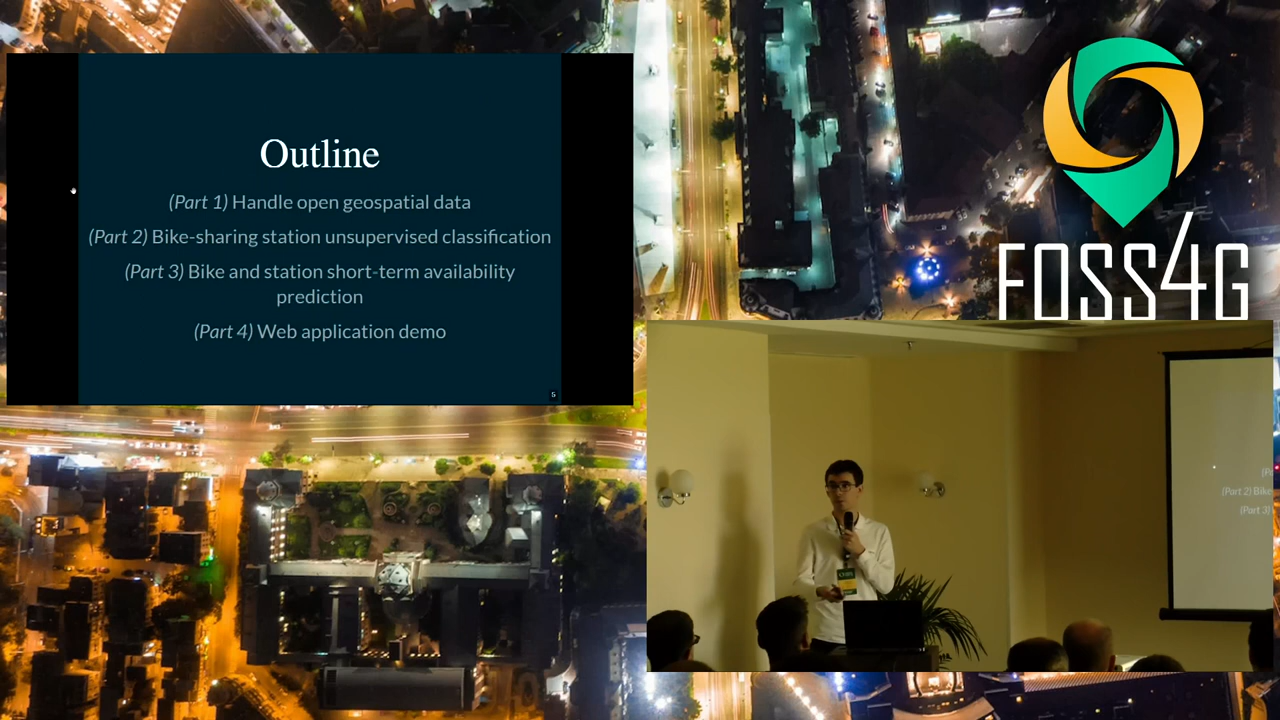 Outline
(Part 1) Handle open geospatial data
(Part 2) Bike-sharing station unsupervised classification
(Part 3) Bike and station short-term availability
prediction
(Part 4) Web application demo
5
FOSS4G
(Part 2) Bike
(Part 3)